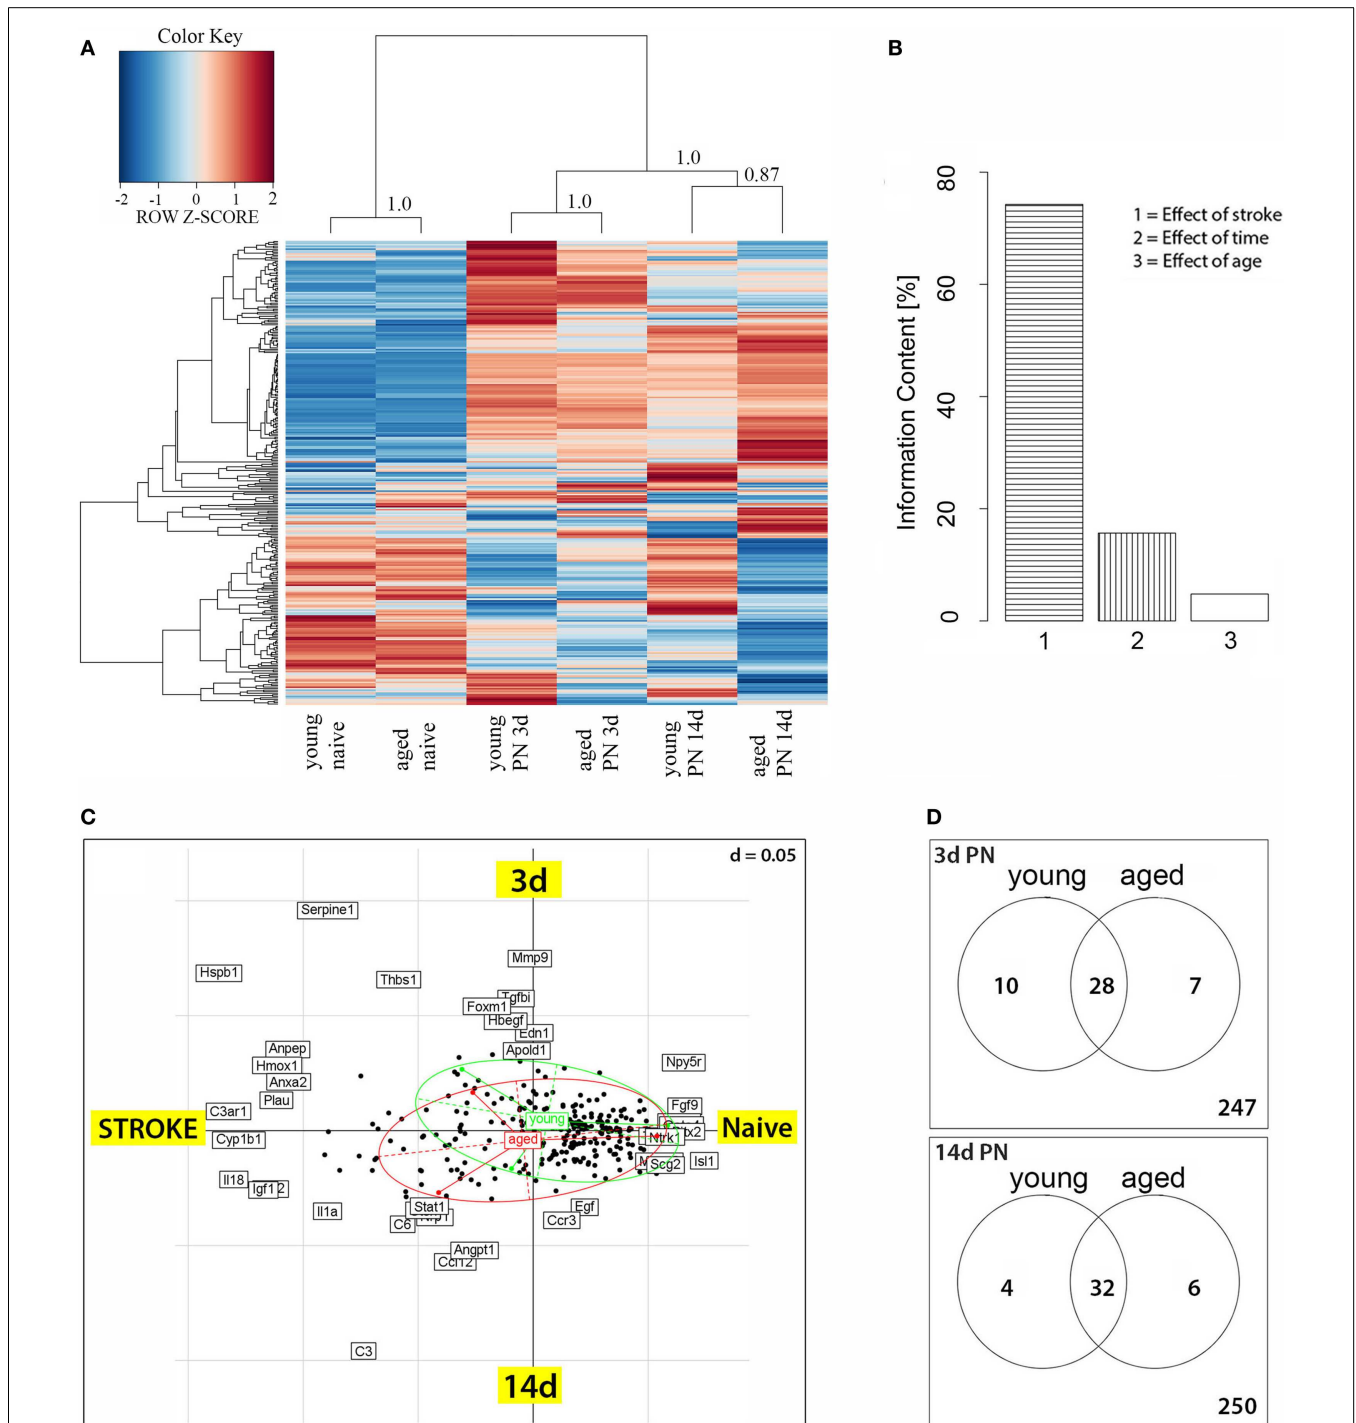 A
Color Key
-2 -1 0 1 2
ROW Z-SCORE
1.0
0.87
1.0
1.0
young naive
aged naive
young PN 3d
aged PN 3d
young PN 14d
aged PN 14d
B
Information Content [%]
80
60
40
20
0
1 = Effect of stroke
2 = Effect of time
3 = Effect of age
1 2 3
C
d = 0.05
3d
Serpine1
Mmp9
Hspb1
Thbs1
Tgfbi
Foxm1
Hbegf
Edn1
Anpep
Apold1
Hmox1
Npy5r
Anxa2
Plau
C3ar1
Fgf9
young
STROKE
Naive
Cyp1b1
aged
Ntrk1
Scg2
Isl1
Il18
Igf1
Stat1
Egf
Il1a
C6
Ccr3
Angpt1
Ccl12
C3
14d
D
3d PN
young aged
10 28 7
247
14d PN
young aged
4 32 6
250